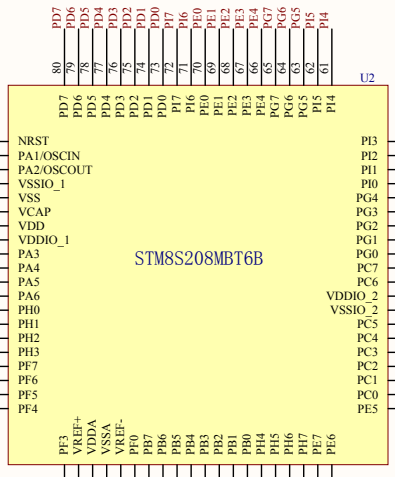 PD7 PD6 PD5 PD4 PD3 PD2 PD1 PD0 PI7 PI6 PE0 PE1 PE2 PE3 PE4 PG7 PG6 PG5 PI5 PI4
80 79 78 77 76 75 74 73 72 71 70 69 68 67 66 65 64 63 62 61
U2
PD7 PD6 PD5 PD4 PD3 PD2 PD1 PD0 PI7 PI6 PE0 PE1 PE2 PE3 PE4 PG7 PG6 PG5 PI5 PI4
NRST PI3
PA1/OSCIN PI2
PA2/OSCOUT PI1
VSSIO_1 PI0
VSS PG4
VCAP PG3
VDD PG2
VDDIO_1 PG1
PA3 PG0
PA4 PC7
PA5 PC6
PA6 VDDIO_2
PH0 VSSIO_2
PH1 PC5
PH2 PC4
PH3 PC3
PF7 PC2
PF6 PC1
PF5 PC0
PF4 PE5
STM8S208MBT6B
PF3 VREF+ VDDA VSSA VREF- PF0 PB7 PB6 PB5 PB4 PB3 PB2 PB1 PB0 PH4 PH5 PH6 PH7 PE7 PE6